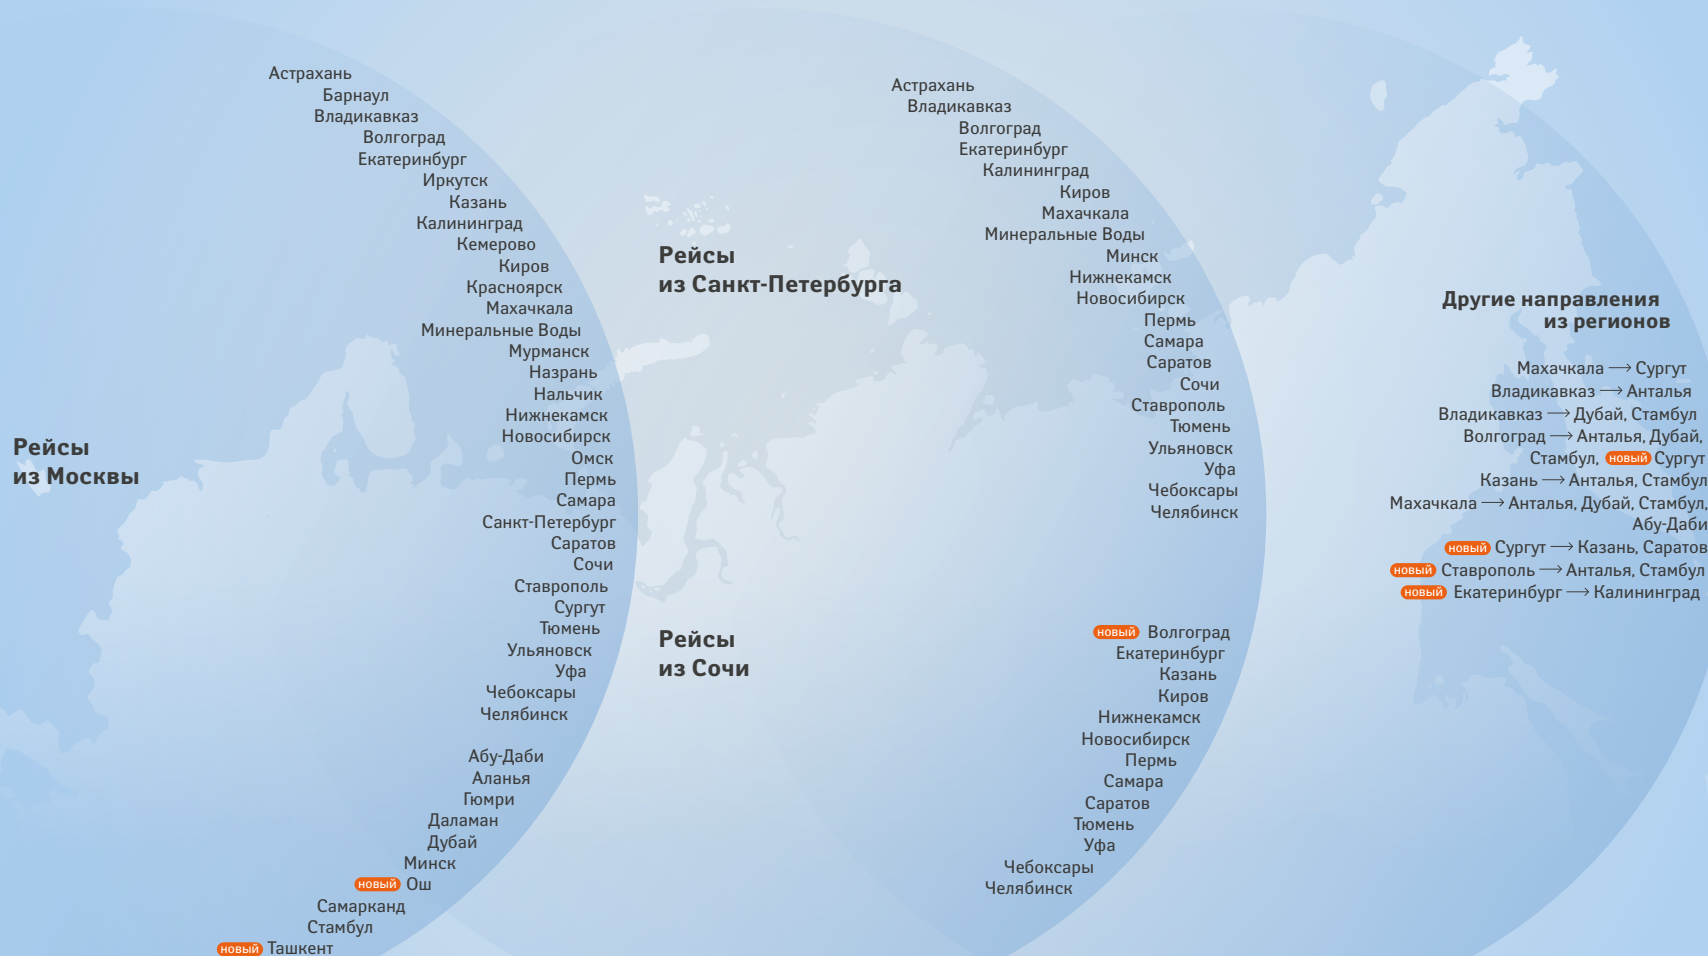 Рейсы
из Москвы
Астрахань
Барнаул
Владикавказ
Волгоград
Екатеринбург
Иркутск
Казань
Калининград
Кемерово
Киров
Красноярск
Махачкала
Минеральные Воды
Мурманск
Назрань
Нальчик
Нижнекамск
Новосибирск
Омск
Пермь
Самара
Санкт-Петербург
Саратов
Сочи
Ставрополь
Сургут
Тюмень
Ульяновск
Уфа
Чебоксары
Челябинск
Абу-Даби
Аланья
Гюмри
Даламан
Дубай
Минск
новый Ош
Самарканд
Стамбул
новый Ташкент
Рейсы
из Санкт-Петербурга
Астрахань
Владикавказ
Волгоград
Екатеринбург
Калининград
Киров
Махачкала
Минеральные Воды
Минск
Нижнекамск
Новосибирск
Пермь
Самара
Саратов
Сочи
Ставрополь
Тюмень
Ульяновск
Уфа
Чебоксары
Челябинск
Рейсы
из Сочи
новый Волгоград
Екатеринбург
Казань
Киров
Нижнекамск
Новосибирск
Пермь
Самара
Саратов
Тюмень
Уфа
Чебоксары
Челябинск
Другие направления
из регионов
Махачкала → Сургут
Владикавказ → Анталья
Владикавказ → Дубай, Стамбул
Волгоград → Анталья, Дубай,
Стамбул, новый Сургут
Казань → Анталья, Стамбул
Махачкала → Анталья, Дубай, Стамбул,
Абу-Даби
новый Сургут → Казань, Саратов
новый Ставрополь → Анталья, Стамбул
новый Екатеринбург → Калининград